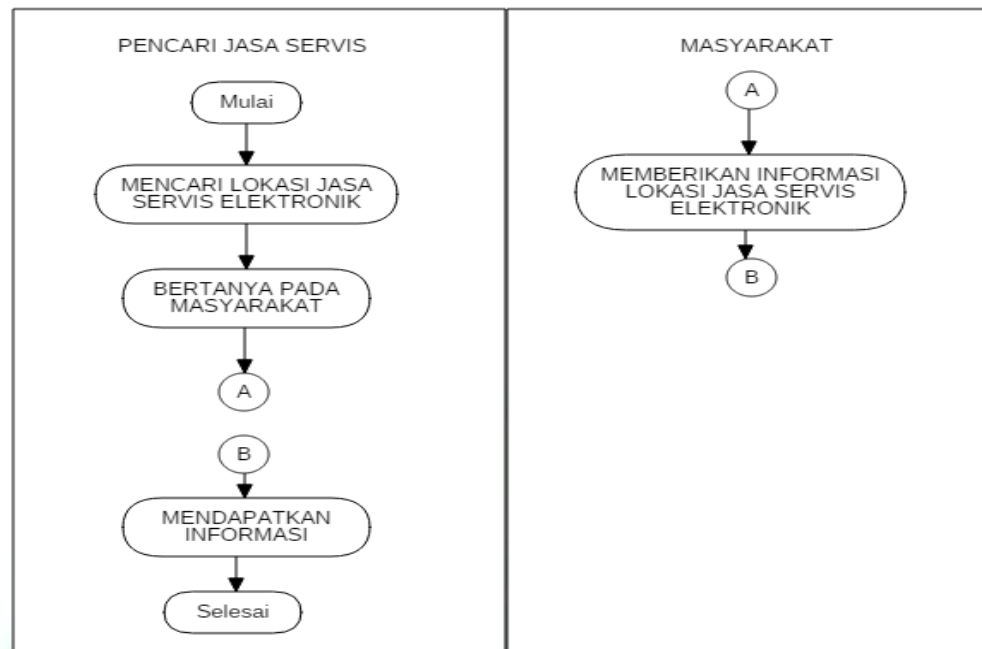 PENCARI JASA SERVIS
Mulai
MENCARI LOKASI JASA
SERVIS ELEKTRONIK
BERTANYA PADA
MASYARAKAT
A
B
MENDAPATKAN
INFORMASI
Selesai
MASYARAKAT
A
MEMBERIKAN INFORMASI
LOKASI JASA SERVIS
ELEKTRONIK
B